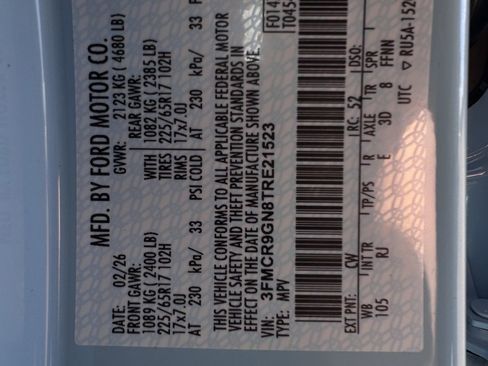 MFD. BY FORD MOTOR CO.
DATE: 02/26 GVWR: 2123 KG ( 4680 LB)
FRONT GAWR: REAR GAWR:
1089 KG ( 2400 LB) WITH 1082 KG ( 2385 LB)
225/65R17 102H TIRES 225/65R17 102H
17x7.0J RIMS 17x7.0J
AT 230 kPa/ 33 PSI COLD AT 230 kPa/ 33
THIS VEHICLE CONFORMS TO ALL APPLICABLE FEDERAL MOTOR
VEHICLE SAFETY AND THEFT PREVENTION STANDARDS IN
EFFECT ON THE DATE OF MANUFACTURE SHOWN ABOVE.
VIN: 3FMCR9GN8TRE21523
TYPE: MPV
EXT PNT: CW RC: 52 DSO:
WB INT TR TP/PS R AXLE TR SPR
105 RJ E 3D 8 FFNN
UTC ▽ RU5A-1520